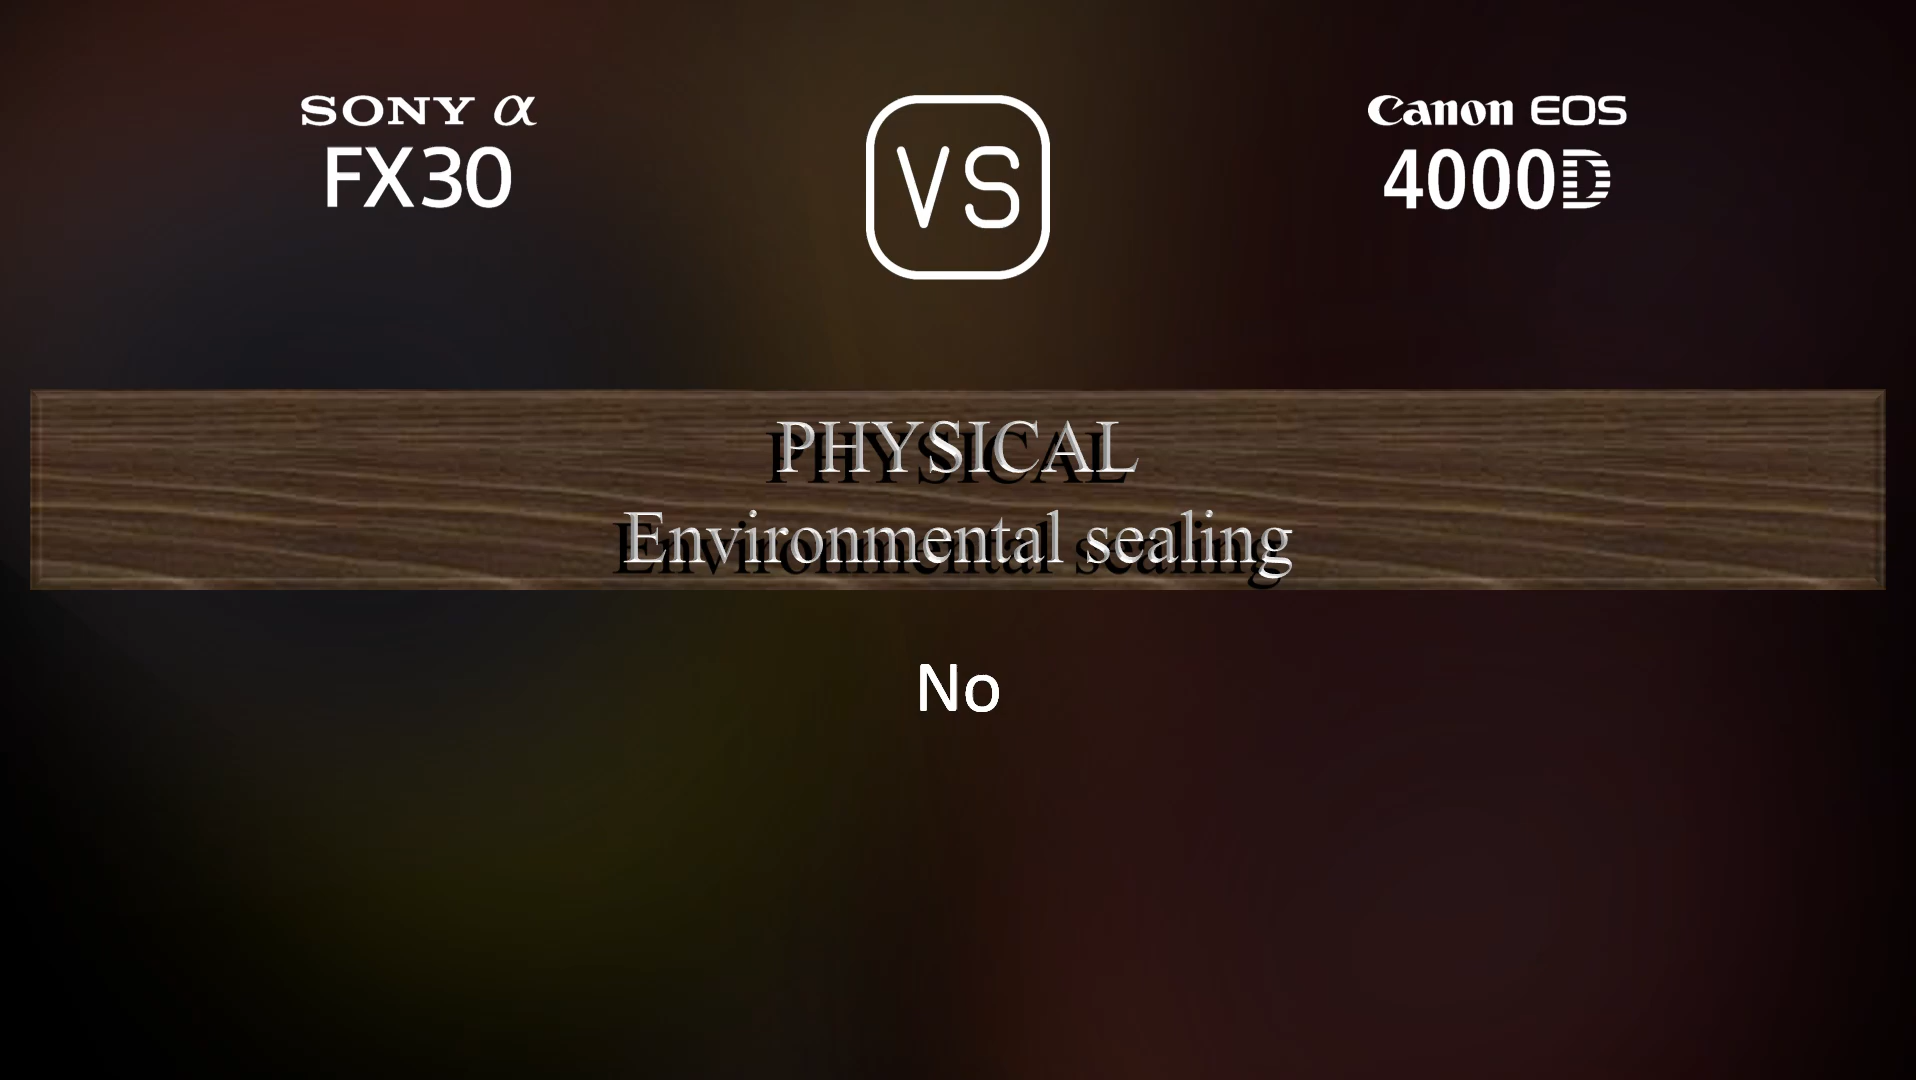 SONY α
FX30
VS
Canon EOS
4000D
PHYSICAL
Environmental sealing
No